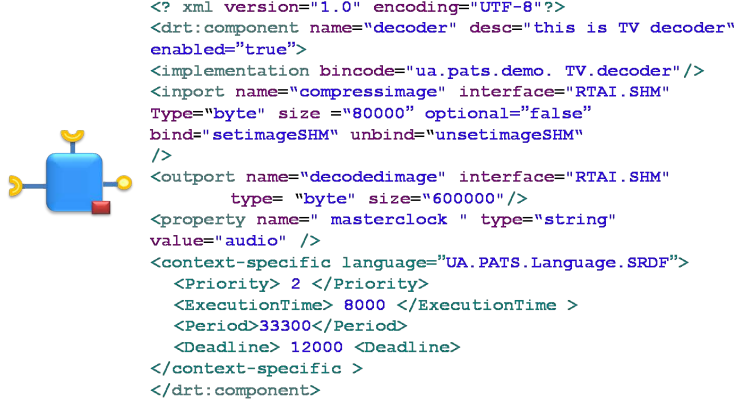 <? xml version="1.0" encoding="UTF-8"?>
<drt:component name=“decoder" desc="this is TV decoder“
enabled=”true”>
<implementation bincode="ua.pats.demo. TV.decoder"/>
<inport name=“compressimage" interface="RTAI.SHM"
Type=“byte" size =“80000” optional=”false”
bind="setimageSHM“ unbind=“unsetimageSHM“
/>
<outport name=“decodedimage" interface="RTAI.SHM"
type= “byte" size=“600000"/>
<property name=" masterclock " type=“string"
value="audio" />
<context-specific language=”UA.PATS.Language.SRDF”>
<Priority> 2 </Priority>
<ExecutionTime> 8000 </ExecutionTime >
<Period>33300</Period>
<Deadline> 12000 <Deadline>
</context-specific >
</drt:component>